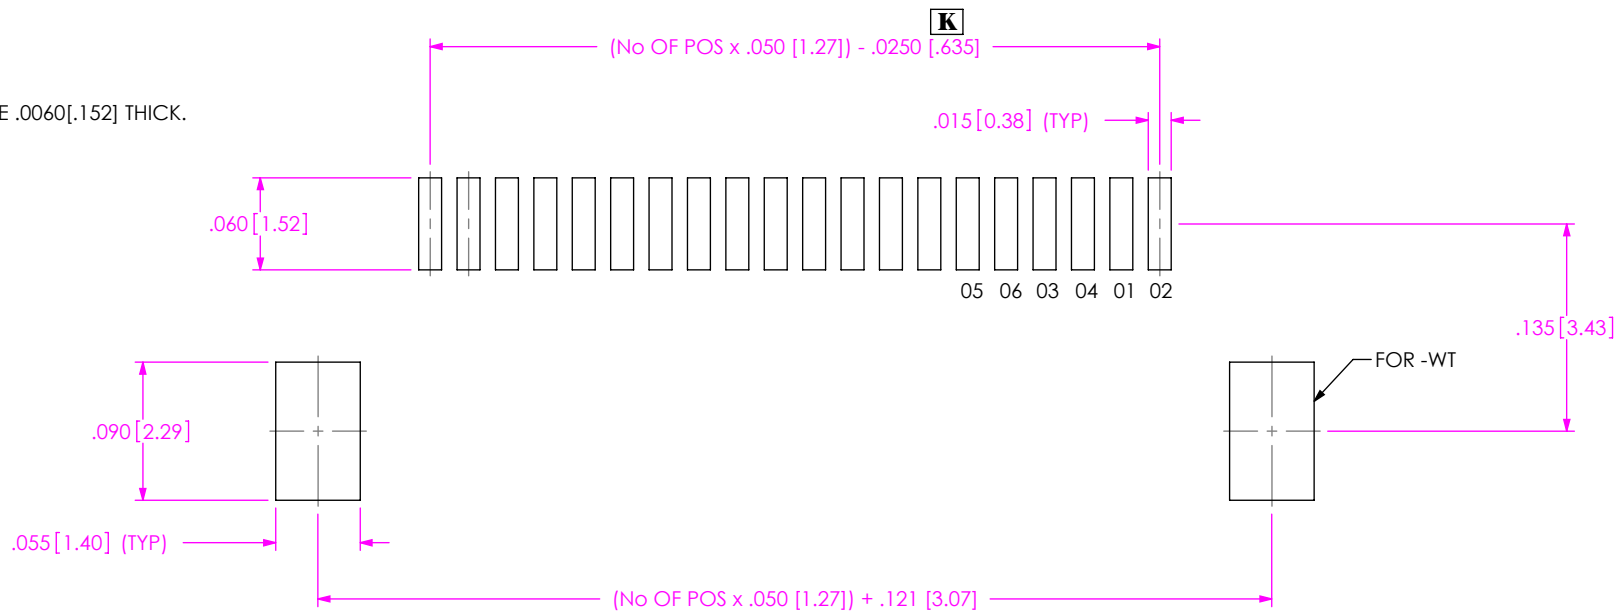 K
(No OF POS x .050 [1.27]) - .0250 [.635]
E .0060[.152] THICK.
.015[0.38] (TYP)
.060[1.52]
05 06 03 04 01 02
.135[3.43]
FOR -WT
.090[2.29]
.055[1.40] (TYP)
(No OF POS x .050 [1.27]) + .121 [3.07]